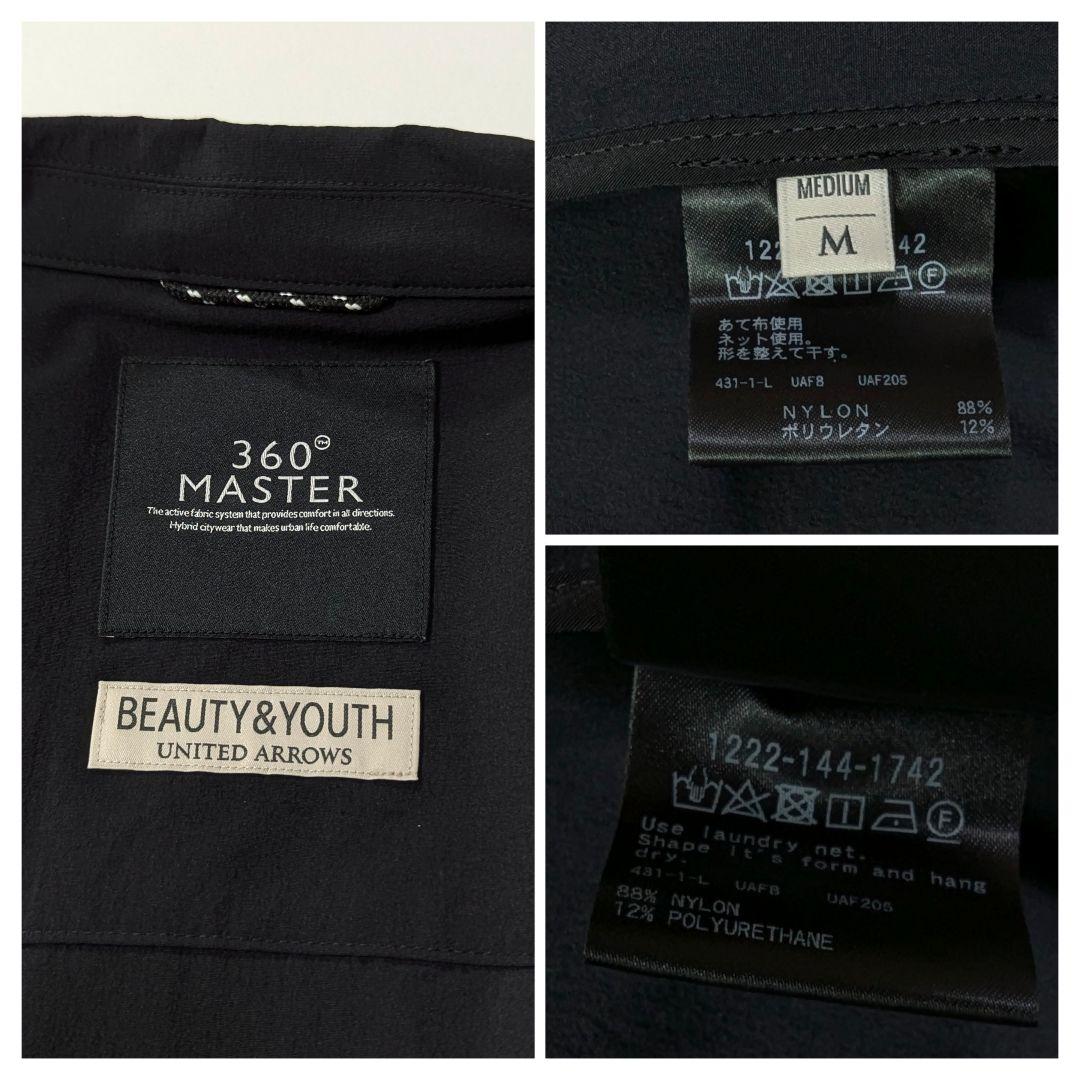 360™
MASTER
The active fabric system that provides comfort in all directions.
Hybrid citywear that makes urban life comfortable.
BEAUTY&YOUTH
UNITED ARROWS
MEDIUM
M
122 42
F
あて布使用
ネット使用。
形を整えて干す。
431-1-L UAF8 UAF205
NYLON 88%
ポリウレタン 12%
1222-144-1742
F
Use laundry net.
Shape it's form and hang
dry.
431-1-L UAF8 UAF205
88% NYLON
12% POLYURETHANE